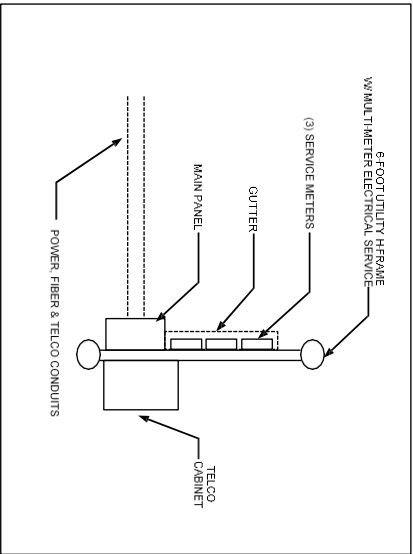 6-FOOT UTILITY H-FRAME
W/ MULTI-METER ELECTRICAL SERVICE
(3) SERVICE METERS
GUTTER
MAIN PANEL
POWER, FIBER & TELCO CONDUITS
TELCO
CABINET